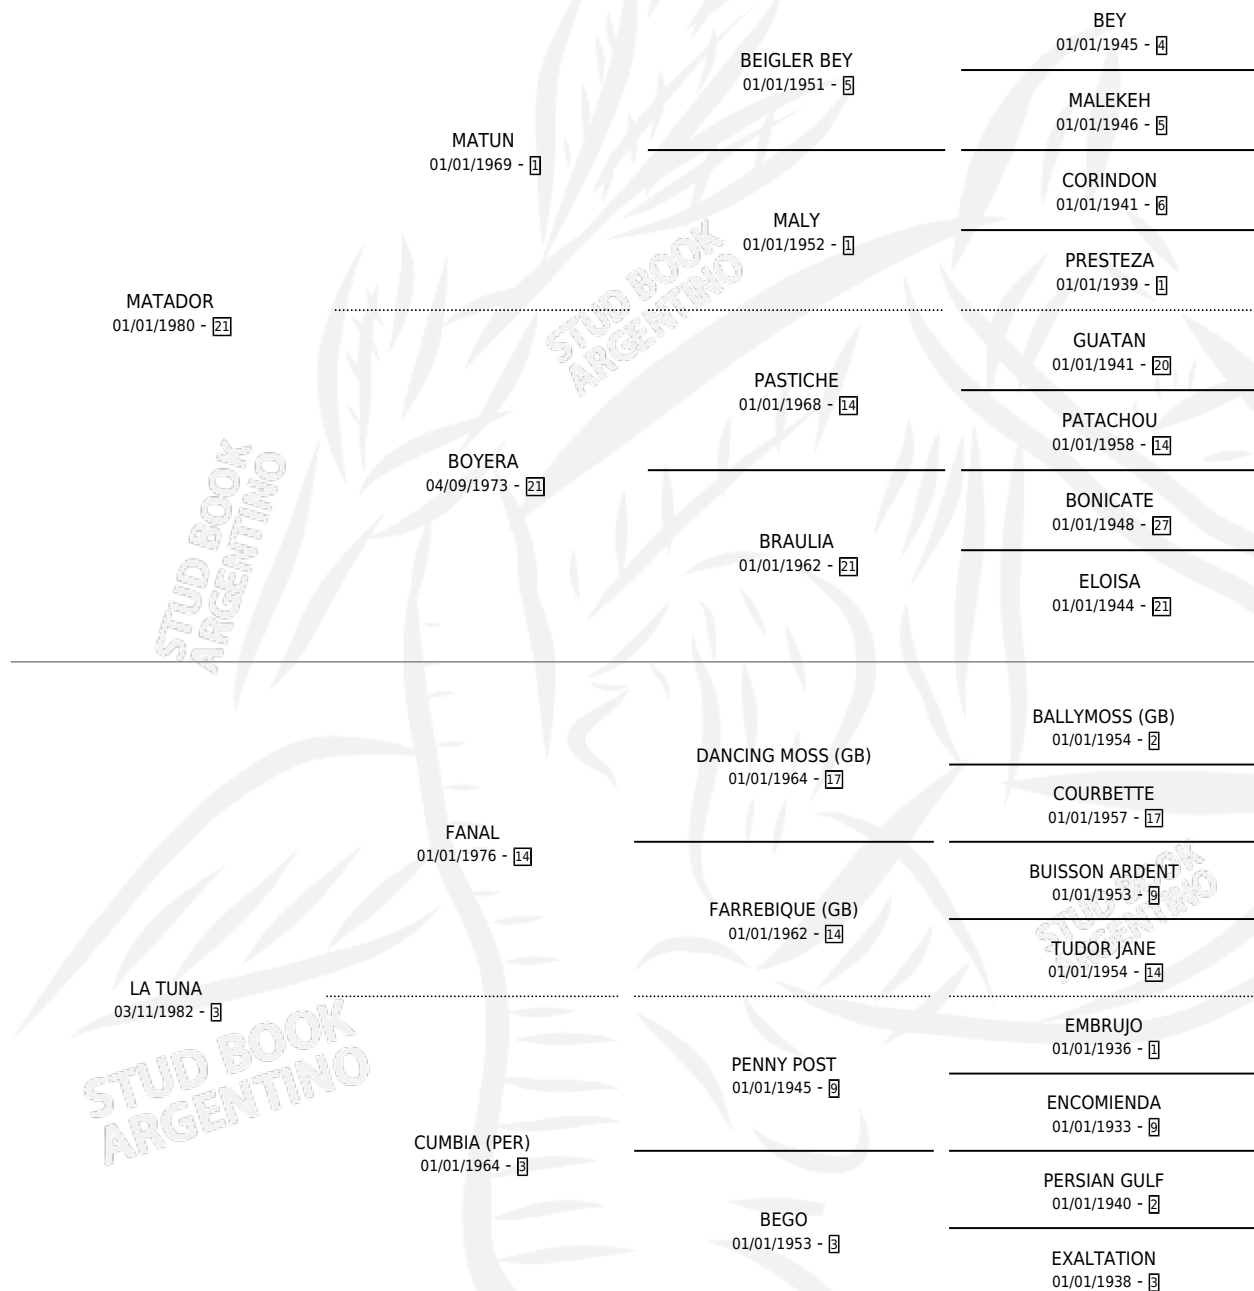 BEY
01/01/1945 - 4
BEIGLER BEY
01/01/1951 - 5
MALEKEH
01/01/1946 - 5
MATUN
01/01/1969 - 1
CORINDON
01/01/1941 - 6
MALY
01/01/1952 - 1
PRESTEZA
01/01/1939 - 1
MATADOR
01/01/1980 - 21
GUATAN
01/01/1941 - 20
PASTICHE
01/01/1968 - 14
PATACHOU
01/01/1958 - 14
BOYERA
04/09/1973 - 21
BONICATE
01/01/1948 - 27
BRAULIA
01/01/1962 - 21
ELOISA
01/01/1944 - 21
STUD BOOK
ARGENTINO
STUD BOOK
ARGENTINO
BALLYMOSS (GB)
01/01/1954 - 2
DANCING MOSS (GB)
01/01/1964 - 17
COURBETTE
01/01/1957 - 17
FANAL
01/01/1976 - 14
BUISSON ARDENT
01/01/1953 - 9
FARREBIQUE (GB)
01/01/1962 - 14
TUDOR JANE
01/01/1954 - 14
LA TUNA
03/11/1982 - 3
EMBRUJO
01/01/1936 - 1
PENNY POST
01/01/1945 - 9
ENCOMIENDA
01/01/1933 - 9
CUMBIA (PER)
01/01/1964 - 3
PERSIAN GULF
01/01/1940 - 2
BEGO
01/01/1953 - 3
EXALTATION
01/01/1938 - 3
STUD BOOK
ARGENTINO
STUD BOOK
ARGENTINO